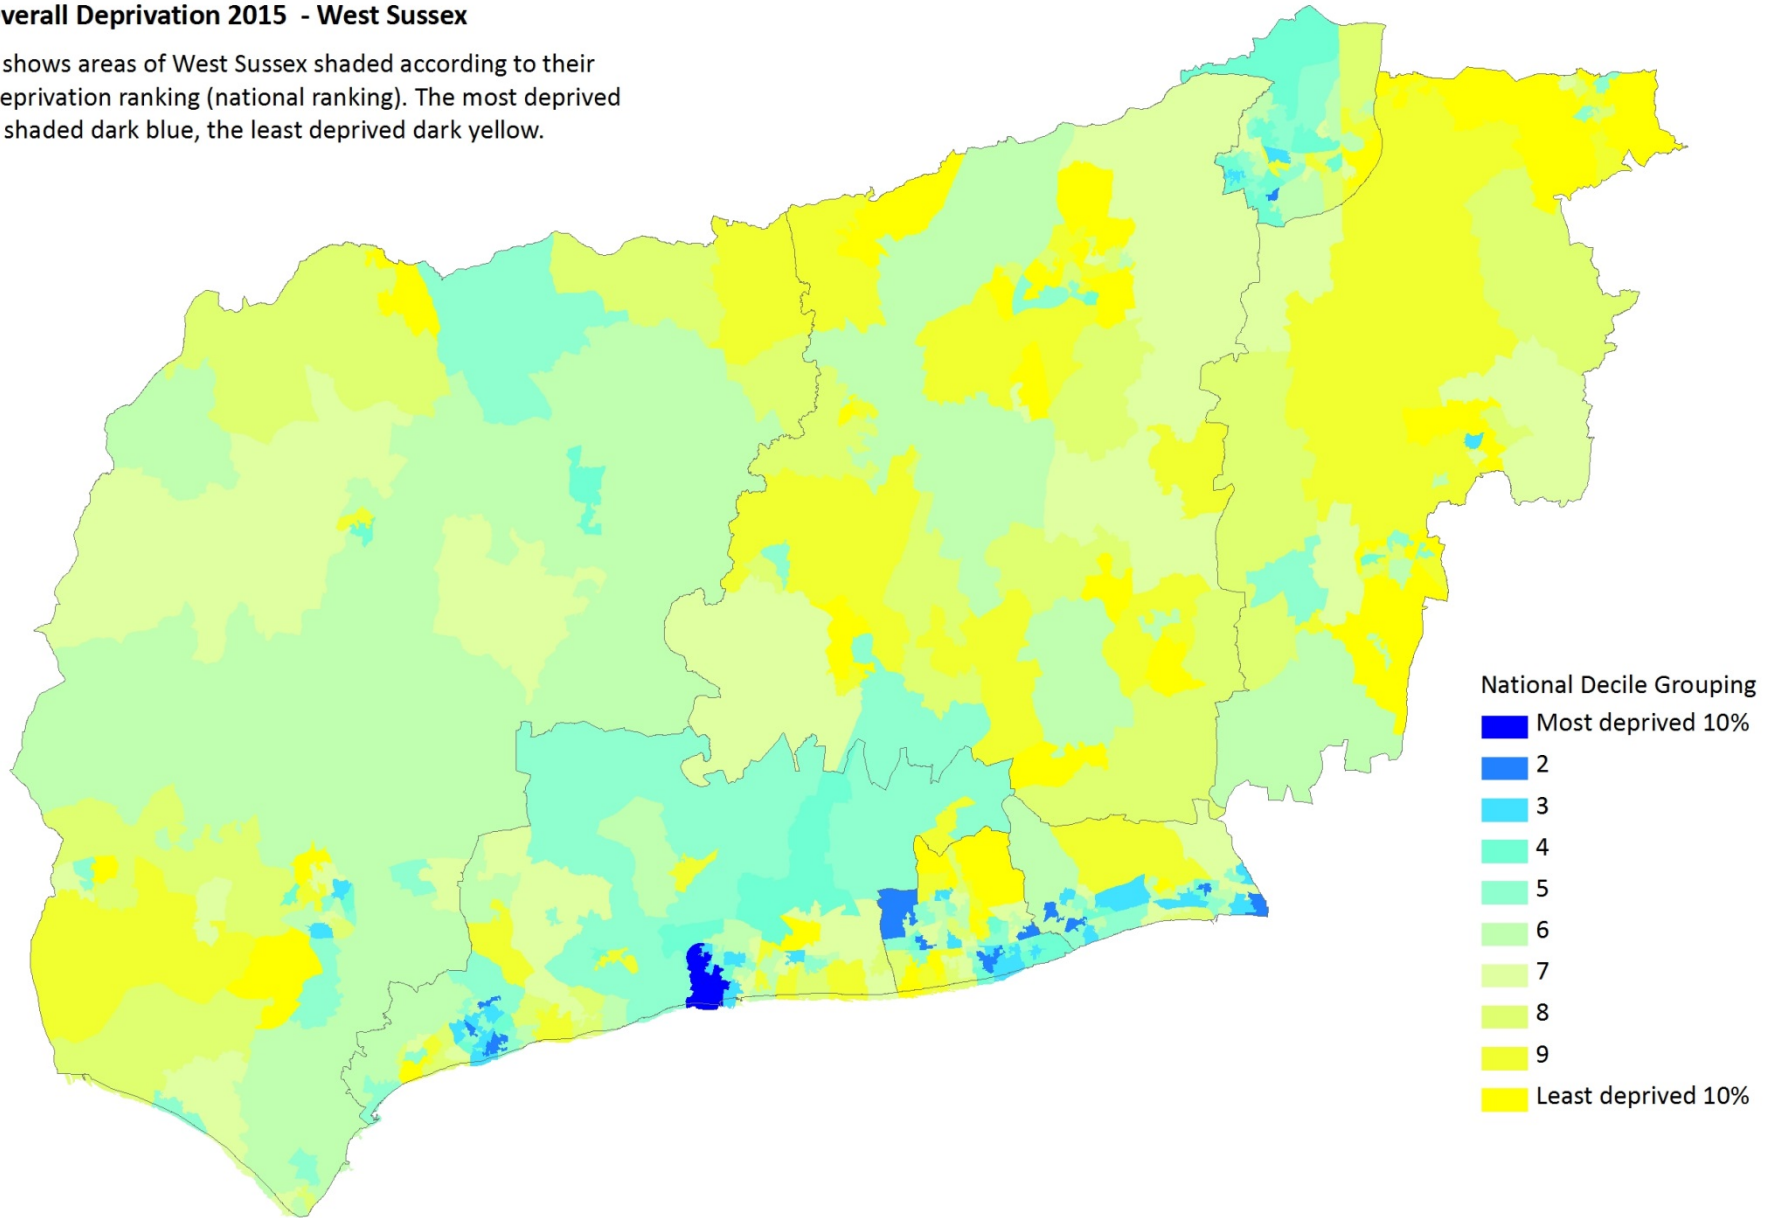 verall Deprivation 2015 - West Sussex
shows areas of West Sussex shaded according to their
eprivation ranking (national ranking). The most deprived
shaded dark blue, the least deprived dark yellow.
National Decile Grouping
Most deprived 10%
2
3
4
5
6
7
8
9
Least deprived 10%